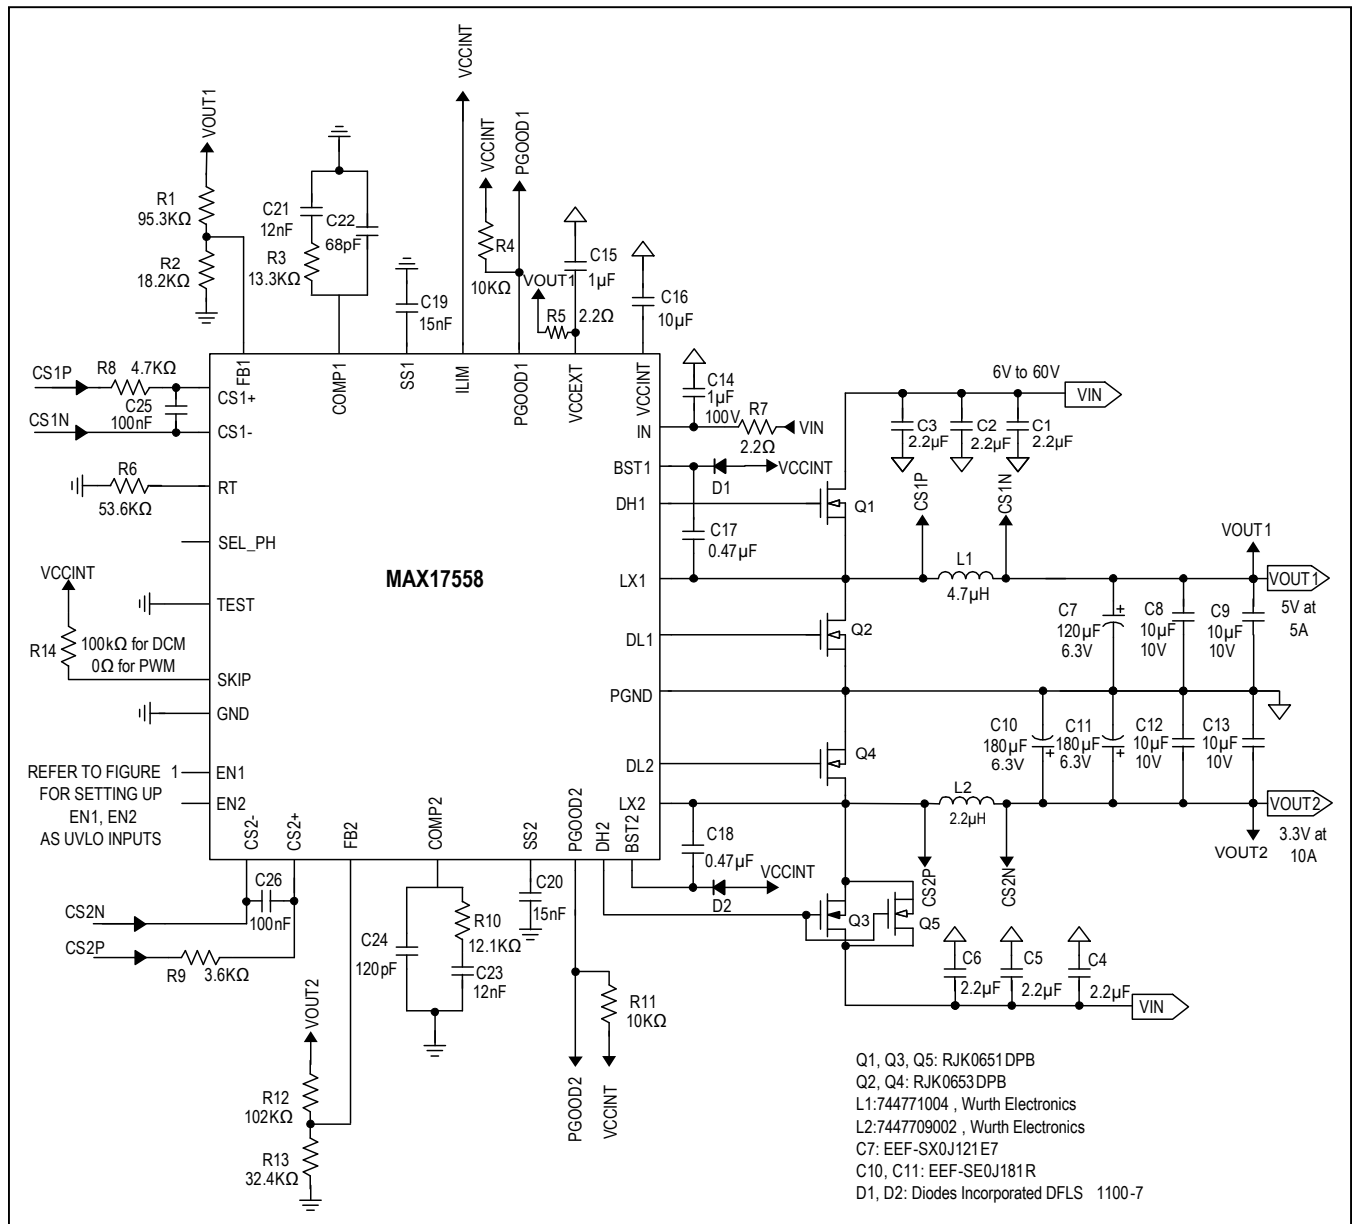 VCCINT
VOUT1
VCCINT
PGOOD1
R1
95.3KΩ
R2
18.2KΩ
C21
12nF
C22
68pF
R3
13.3KΩ
C19
15nF
R4
10KΩ
VOUT1
C15
1µF
R5 2.2Ω
C16
10µF
CS1P
R8 4.7KΩ
C25
100nF
CS1N
FB1
COMP1
SS1
ILIM
PGOOD1
VCCEXT
VCCINT
CS1+
CS1-
R6
53.6KΩ
RT
SEL_PH
VCCINT
TEST
R14
100kΩ for DCM
0Ω for PWM
SKIP
GND
REFER TO FIGURE 1
FOR SETTING UP
EN1, EN2
AS UVLO INPUTS
EN1
EN2
MAX17558
IN
BST1
DH1
LX1
DL1
PGND
DL2
LX2
C14
1µF
100V
R7
2.2Ω
VIN
D1
VCCINT
C17
0.47µF
6V to 60V
VIN
C3
2.2µF
C2
2.2µF
C1
2.2µF
Q1
CS1P
CS1N
L1
4.7µH
VOUT1
VOUT1
5V at
5A
C7
120µF
6.3V
C8
10µF
10V
C9
10µF
10V
Q2
C10
180µF
6.3V
C11
180µF
6.3V
C12
10µF
10V
C13
10µF
10V
Q4
L2
2.2µH
VOUT2
VOUT2
3.3V at
10A
CS2-
CS2+
FB2
COMP2
SS2
PGOOD2
DH2
BST2
C18
0.47µF
D2
VCCINT
CS2P
CS2N
Q3
Q5
CS2N
C26
100nF
CS2P
R9 3.6KΩ
C24
120pF
R10
12.1KΩ
C23
12nF
C20
15nF
R11
10KΩ
PGOOD2
VCCINT
VOUT2
R12
102KΩ
R13
32.4KΩ
C6
2.2µF
C5
2.2µF
C4
2.2µF
VIN
Q1, Q3, Q5: RJK0651DPB
Q2, Q4: RJK0653DPB
L1:744771004 , Wurth Electronics
L2:7447709002 , Wurth Electronics
C7: EEF-SX0J121E7
C10, C11: EEF-SE0J181R
D1, D2: Diodes Incorporated DFLS 1100-7